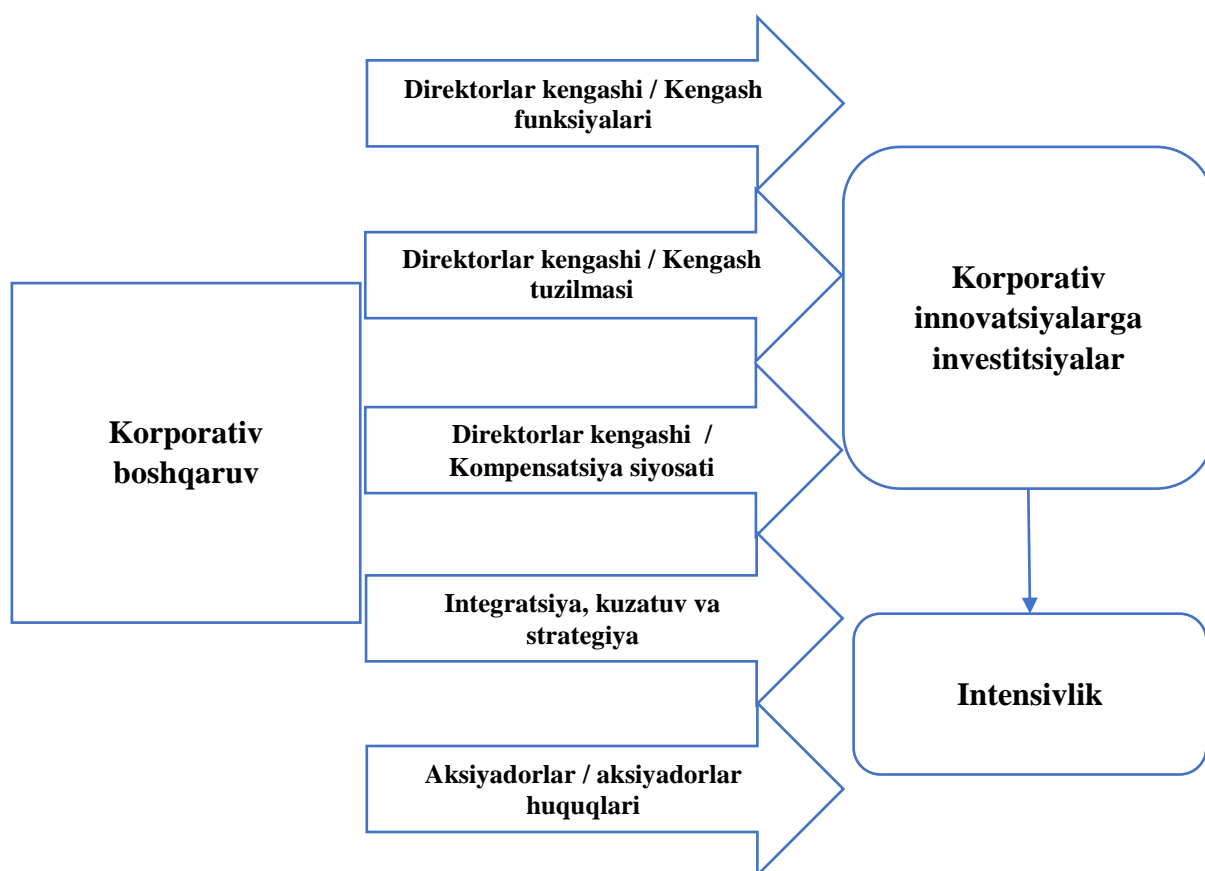 Direktorlar kengashi / Kengash
funksiyalari
Direktorlar kengashi / Kengash
tuzilmasi
Korporativ
innovatsiyalarga
investitsiyalar
Korporativ
boshqaruv
Direktorlar kengashi /
Kompensatsiya siyosati
Integratsiya, kuzatuv va
strategiya
Intensivlik
Aksiyadorlar / aksiyadorlar
huquqlari